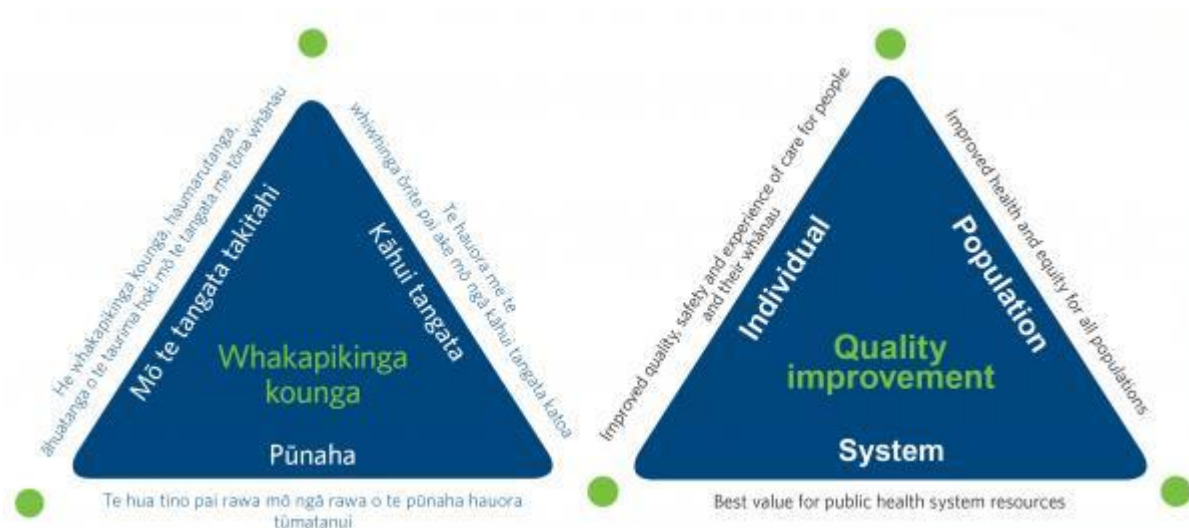 He whakapikinga kounga, haumarutanga,
āhuatanga o te taurima hoki mō te tangata me tōna whānau
Mō te tangata takitahi
Te hauora me te
whiwhinga ōrite pai ake mō ngā kāhui tangata katoa
Kāhui tangata
Whakapikinga
kounga
Pūnaha
Te hua tino pai rawa mō ngā rawa o te pūnaha hauora
tūmatanui
Improved quality, safety and experience of care for people
and their whānau
Individual
Improved health and equity for all populations
Population
Quality
improvement
System
Best value for public health system resources